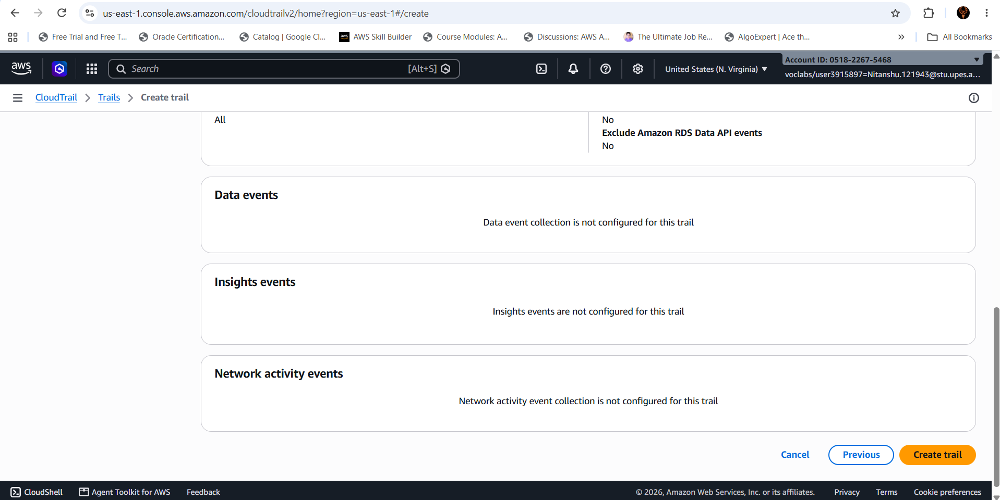 us-east-1.console.aws.amazon.com/cloudtrailv2/home?region=us-east-1#/create
Free Trial and Free T...
Oracle Certification...
Catalog | Google Cl...
aws
AWS Skill Builder
Course Modules: A...
Discussions: AWS A...
The Ultimate Job Re...
AlgoExpert | Ace th...
All Bookmarks
aws
Search
[Alt+S]
United States (N. Virginia)
Account ID: 0518-2267-5468
voclabs/user3915897=Nitanshu.121943@stu.upes.a...
CloudTrail
Trails
Create trail
All
No
Exclude Amazon RDS Data API events
No
Data events
Data event collection is not configured for this trail
Insights events
Insights events are not configured for this trail
Network activity events
Network activity event collection is not configured for this trail
Cancel
Previous
Create trail
CloudShell
Agent Toolkit for AWS
Feedback
© 2026, Amazon Web Services, Inc. or its affiliates.
Privacy
Terms
Cookie preferences